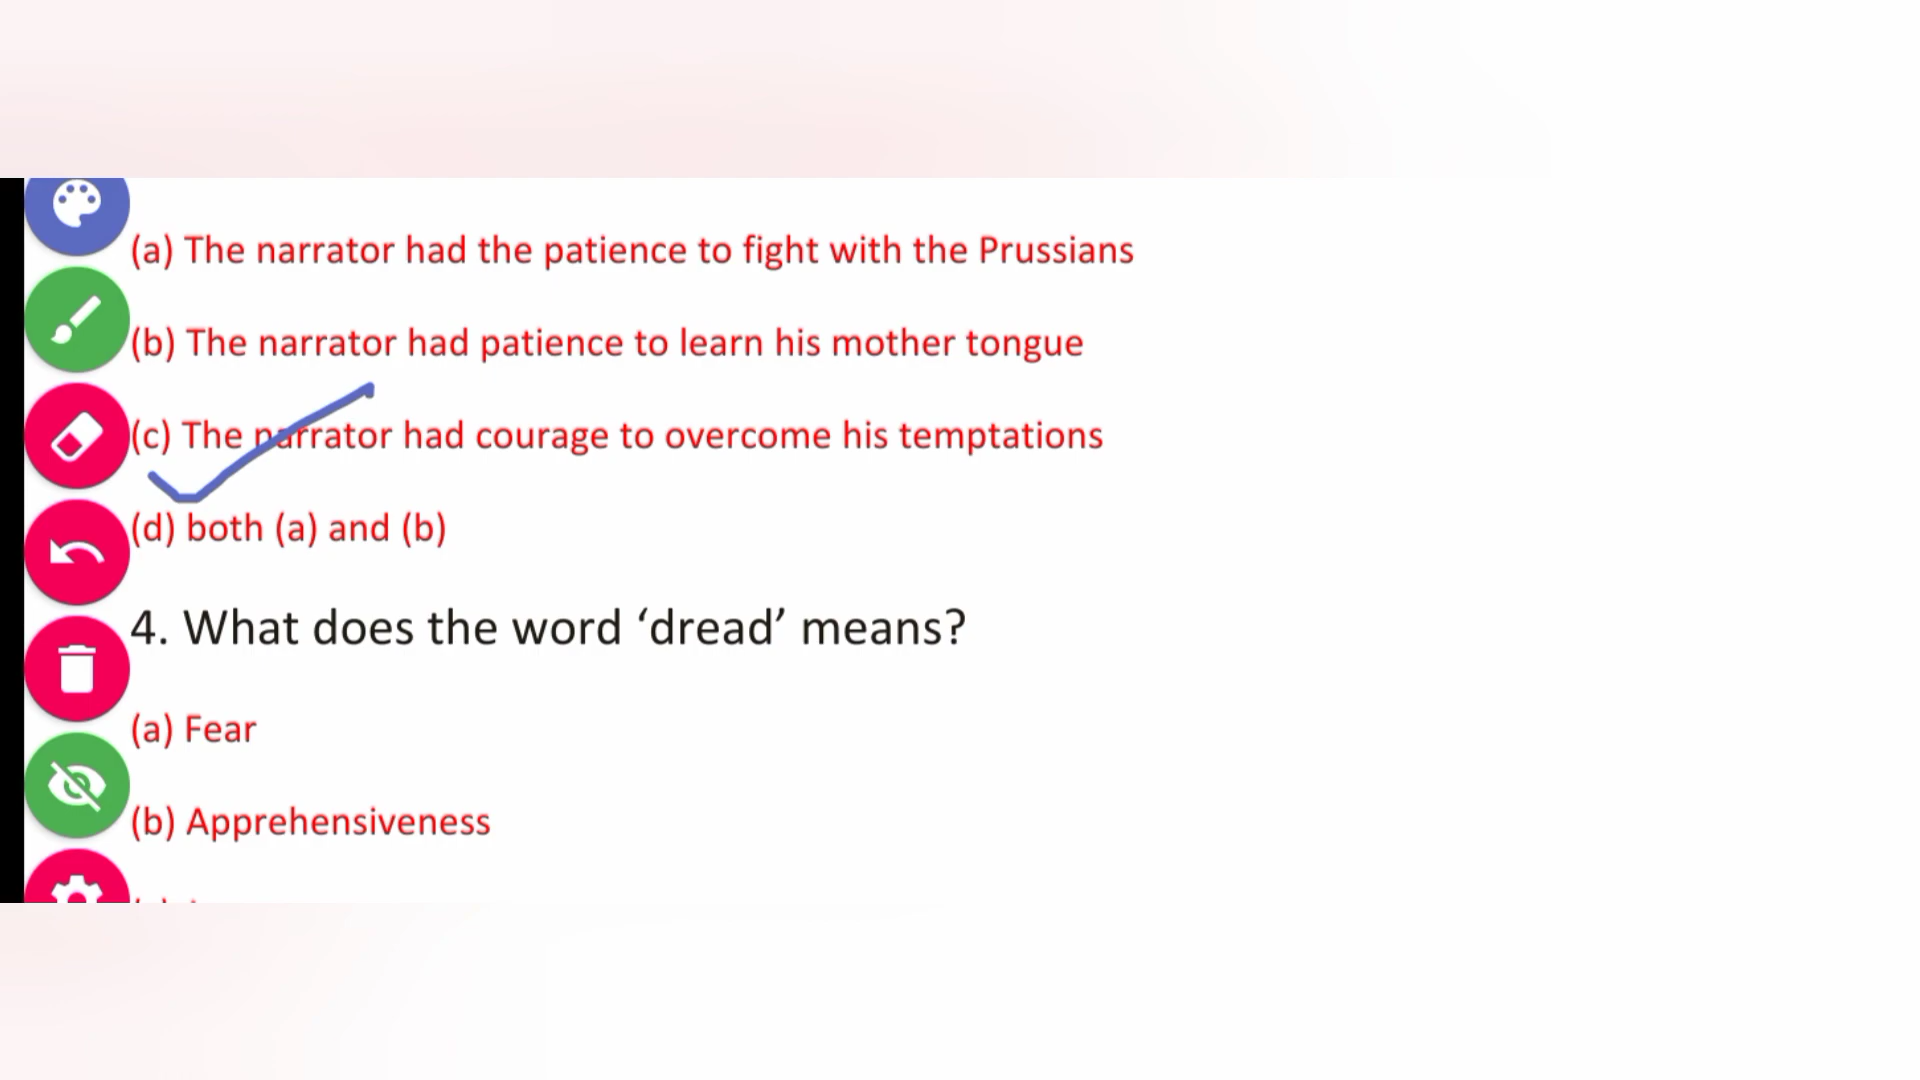 (a) The narrator had the patience to fight with the Prussians
(b) The narrator had patience to learn his mother tongue
(c) The narrator had courage to overcome his temptations
(d) both (a) and (b)
4. What does the word ‘dread’ means?
(a) Fear
(b) Apprehensiveness